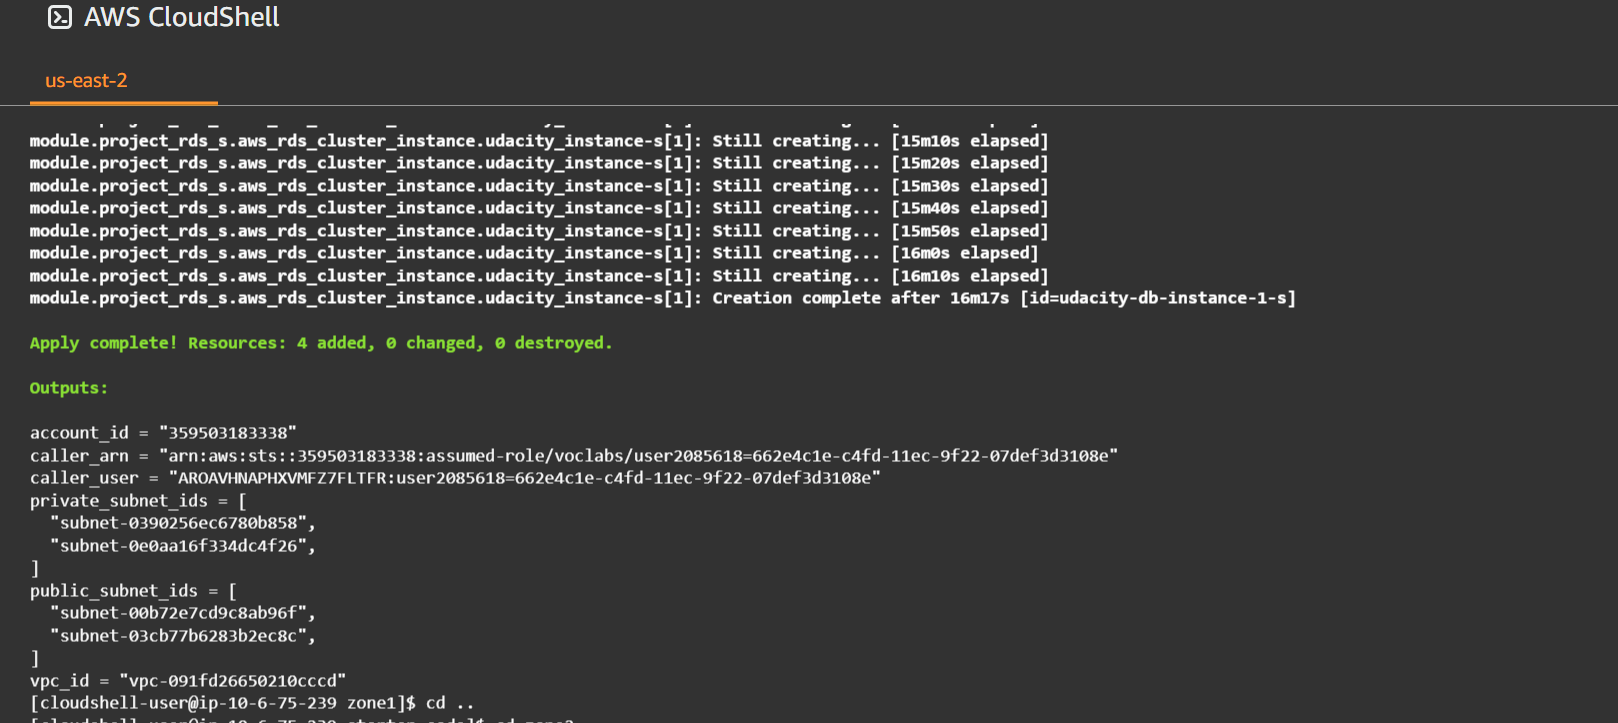 AWS CloudShell
us-east-2
module.project_rds_s.aws_rds_cluster_instance.udacity_instance-s[1]: Still creating... [15m10s elapsed]
module.project_rds_s.aws_rds_cluster_instance.udacity_instance-s[1]: Still creating... [15m20s elapsed]
module.project_rds_s.aws_rds_cluster_instance.udacity_instance-s[1]: Still creating... [15m30s elapsed]
module.project_rds_s.aws_rds_cluster_instance.udacity_instance-s[1]: Still creating... [15m40s elapsed]
module.project_rds_s.aws_rds_cluster_instance.udacity_instance-s[1]: Still creating... [15m50s elapsed]
module.project_rds_s.aws_rds_cluster_instance.udacity_instance-s[1]: Still creating... [16m0s elapsed]
module.project_rds_s.aws_rds_cluster_instance.udacity_instance-s[1]: Still creating... [16m10s elapsed]
module.project_rds_s.aws_rds_cluster_instance.udacity_instance-s[1]: Creation complete after 16m17s [id=udacity-db-instance-1-s]
Apply complete! Resources: 4 added, 0 changed, 0 destroyed.
Outputs:
account_id = "359503183338"
caller_arn = "arn:aws:sts::359503183338:assumed-role/voclabs/user2085618=662e4c1e-c4fd-11ec-9f22-07def3d3108e"
caller_user = "AROAVHNAPHXVMFZ7FLTFR:user2085618=662e4c1e-c4fd-11ec-9f22-07def3d3108e"
private_subnet_ids = [
"subnet-0390256ec6780b858",
"subnet-0e0aa16f334dc4f26",
]
public_subnet_ids = [
"subnet-00b72e7cd9c8ab96f",
"subnet-03cb77b6283b2ec8c",
]
vpc_id = "vpc-091fd26650210cccd"
[cloudshell-user@ip-10-6-75-239 zone1]$ cd ..